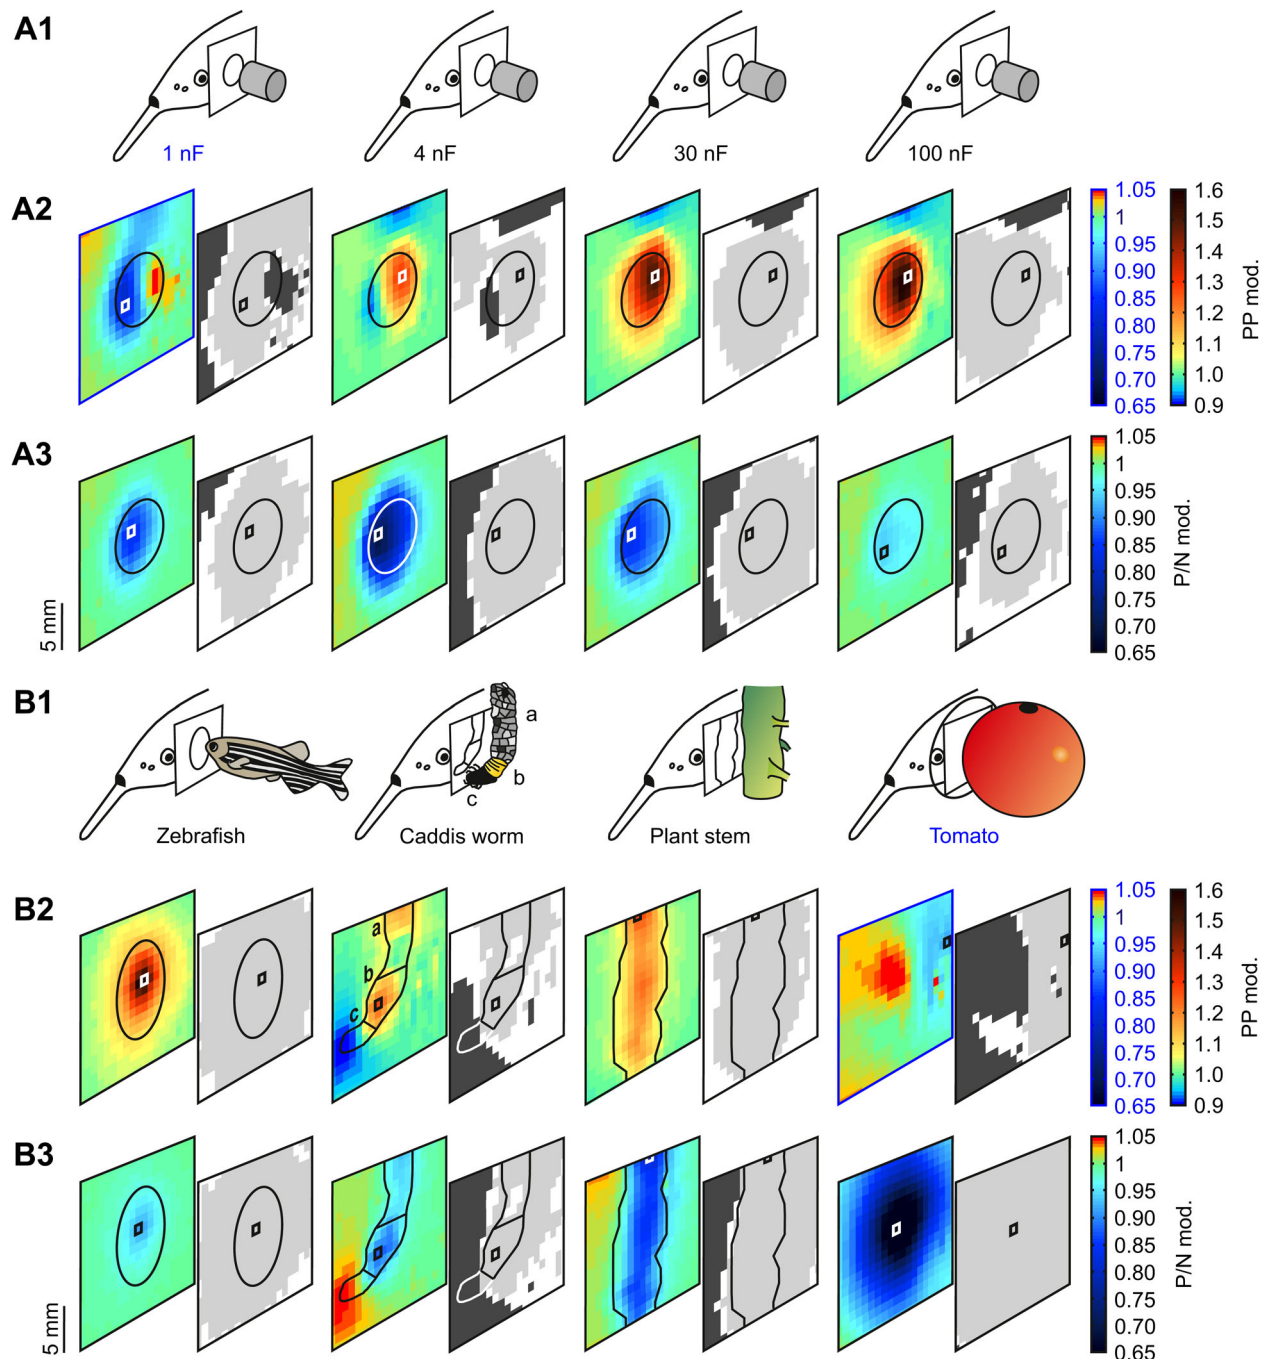 A1
1 nF 4 nF 30 nF 100 nF
A2
1.05 1.6
1 1.5
0.95 1.4
0.90 1.3
0.85 1.2
0.80 1.1
0.75 1.0
0.70 0.9
0.65
PP mod.
A3
1.05
1
0.95
0.90
0.85
0.80
0.75
0.70
0.65
P/N mod.
5 mm
B1
a
b
c
Zebrafish Caddis worm Plant stem Tomato
B2
a
b
c
1.05 1.6
1 1.5
0.95 1.4
0.90 1.3
0.85 1.2
0.80 1.1
0.75 1.0
0.70 0.9
0.65
PP mod.
B3
1.05
1
0.95
0.90
0.85
0.80
0.75
0.70
0.65
P/N mod.
5 mm